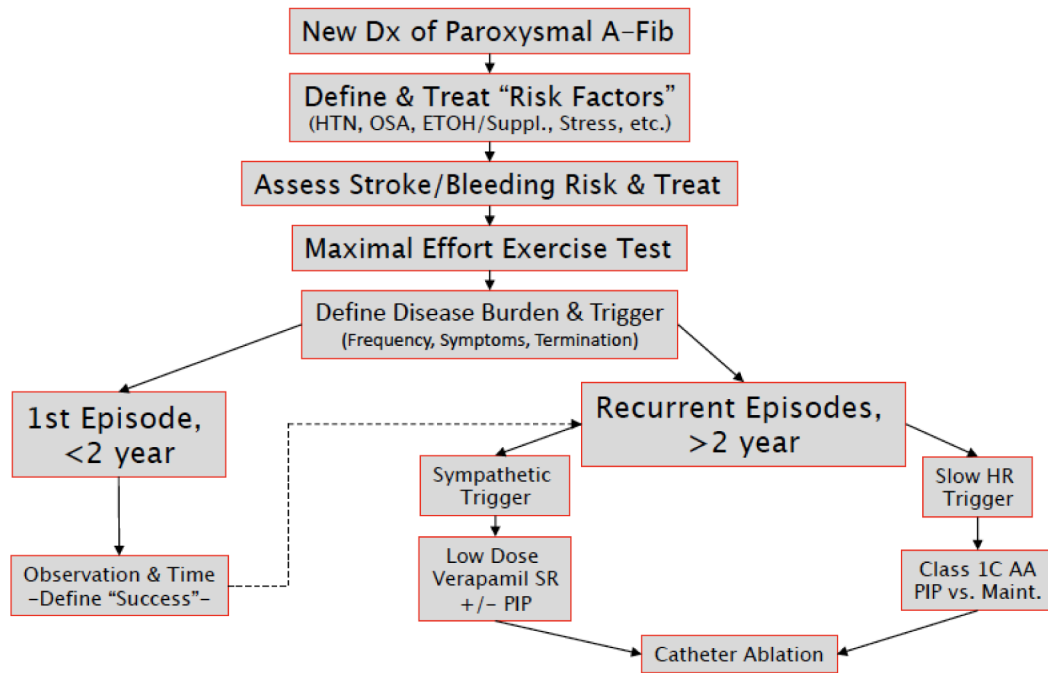 New Dx of Paroxysmal A-Fib
Define & Treat “Risk Factors”
(HTN, OSA, ETOH/Suppl., Stress, etc.)
Assess Stroke/Bleeding Risk & Treat
Maximal Effort Exercise Test
Define Disease Burden & Trigger
(Frequency, Symptoms, Termination)
1st Episode,
<2 year
Recurrent Episodes,
>2 year
Sympathetic
Trigger
Slow HR
Trigger
Observation & Time
-Define “Success”-
Low Dose
Verapamil SR
+/- PIP
Class 1C AA
PIP vs. Maint.
Catheter Ablation